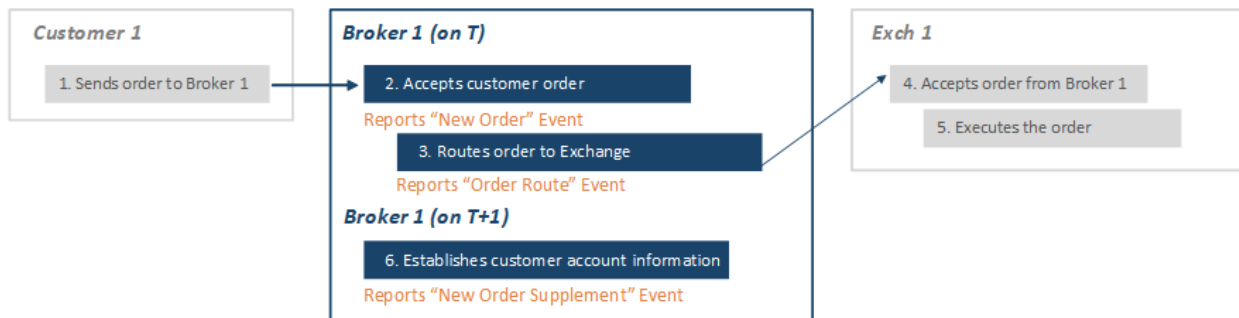 Customer 1
1. Sends order to Broker 1
Broker 1 (on T)
2. Accepts customer order
Reports “New Order” Event
3. Routes order to Exchange
Reports “Order Route” Event
Broker 1 (on T+1)
6. Establishes customer account information
Reports “New Order Supplement” Event
Exch 1
4. Accepts order from Broker 1
5. Executes the order